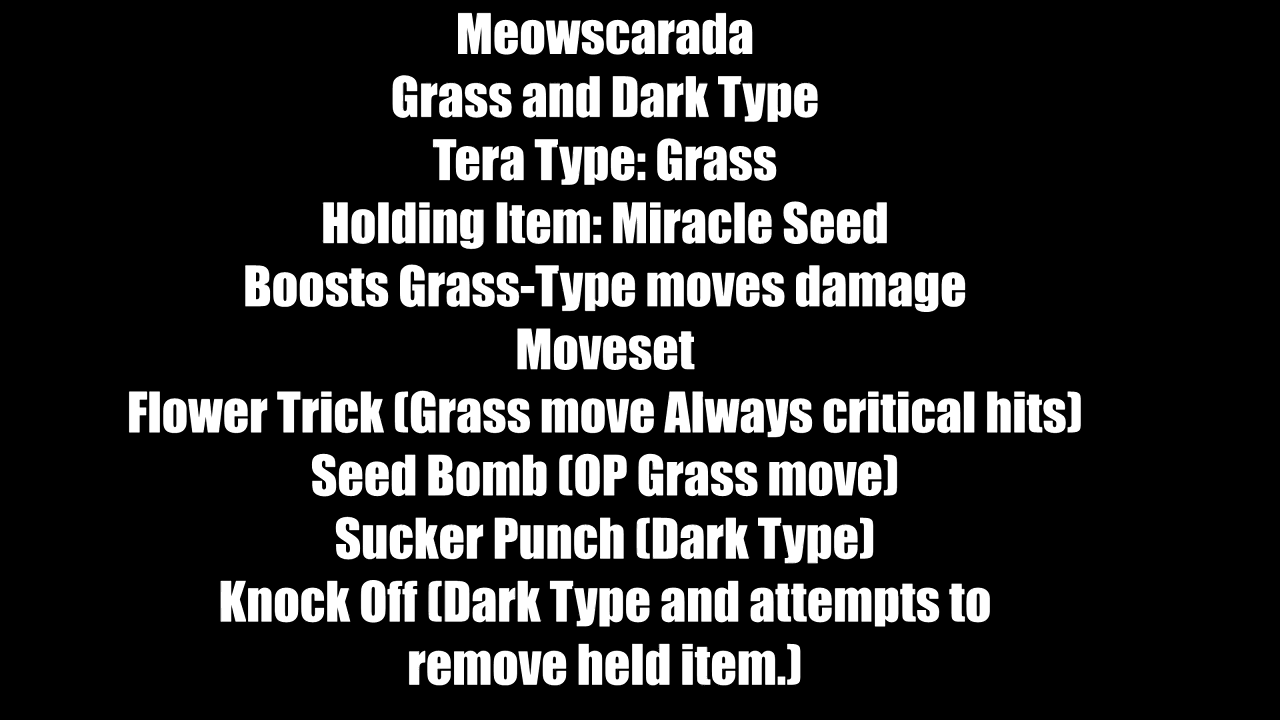 Meowscarada
Grass and Dark Type
Tera Type: Grass
Holding Item: Miracle Seed
Boosts Grass-Type moves damage
Moveset
Flower Trick (Grass move Always critical hits)
Seed Bomb (OP Grass move)
Sucker Punch (Dark Type)
Knock Off (Dark Type and attempts to
remove held item.)